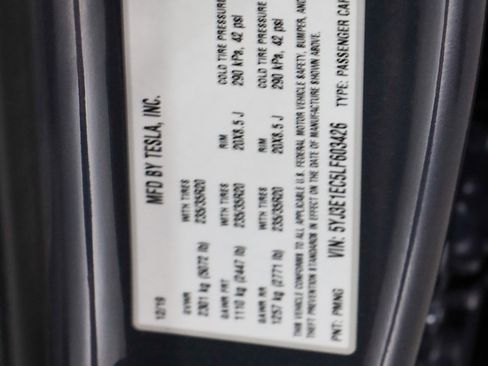 MFD BY TESLA, INC.
12/19
GVWR WITH TIRES RIM COLD TIRE PRESSURE
2301 kg (5072 lb) 235/35R20 20X8.5 J 290 kPa, 42 psi
GAWR FRT WITH TIRES RIM COLD TIRE PRESSURE
1110 kg (2447 lb) 235/35R20 20X8.5 J 290 kPa, 42 psi
GAWR RR
1257 kg (2771 lb) 235/35R20
THIS VEHICLE CONFORMS TO ALL APPLICABLE U.S. FEDERAL MOTOR VEHICLE SAFETY, BUMPER, AND
THEFT PREVENTION STANDARDS IN EFFECT ON THE DATE OF MANUFACTURE SHOWN ABOVE.
PNT: PMNG VIN: 5YJ3E1EC5LF603426 TYPE: PASSENGER CAR